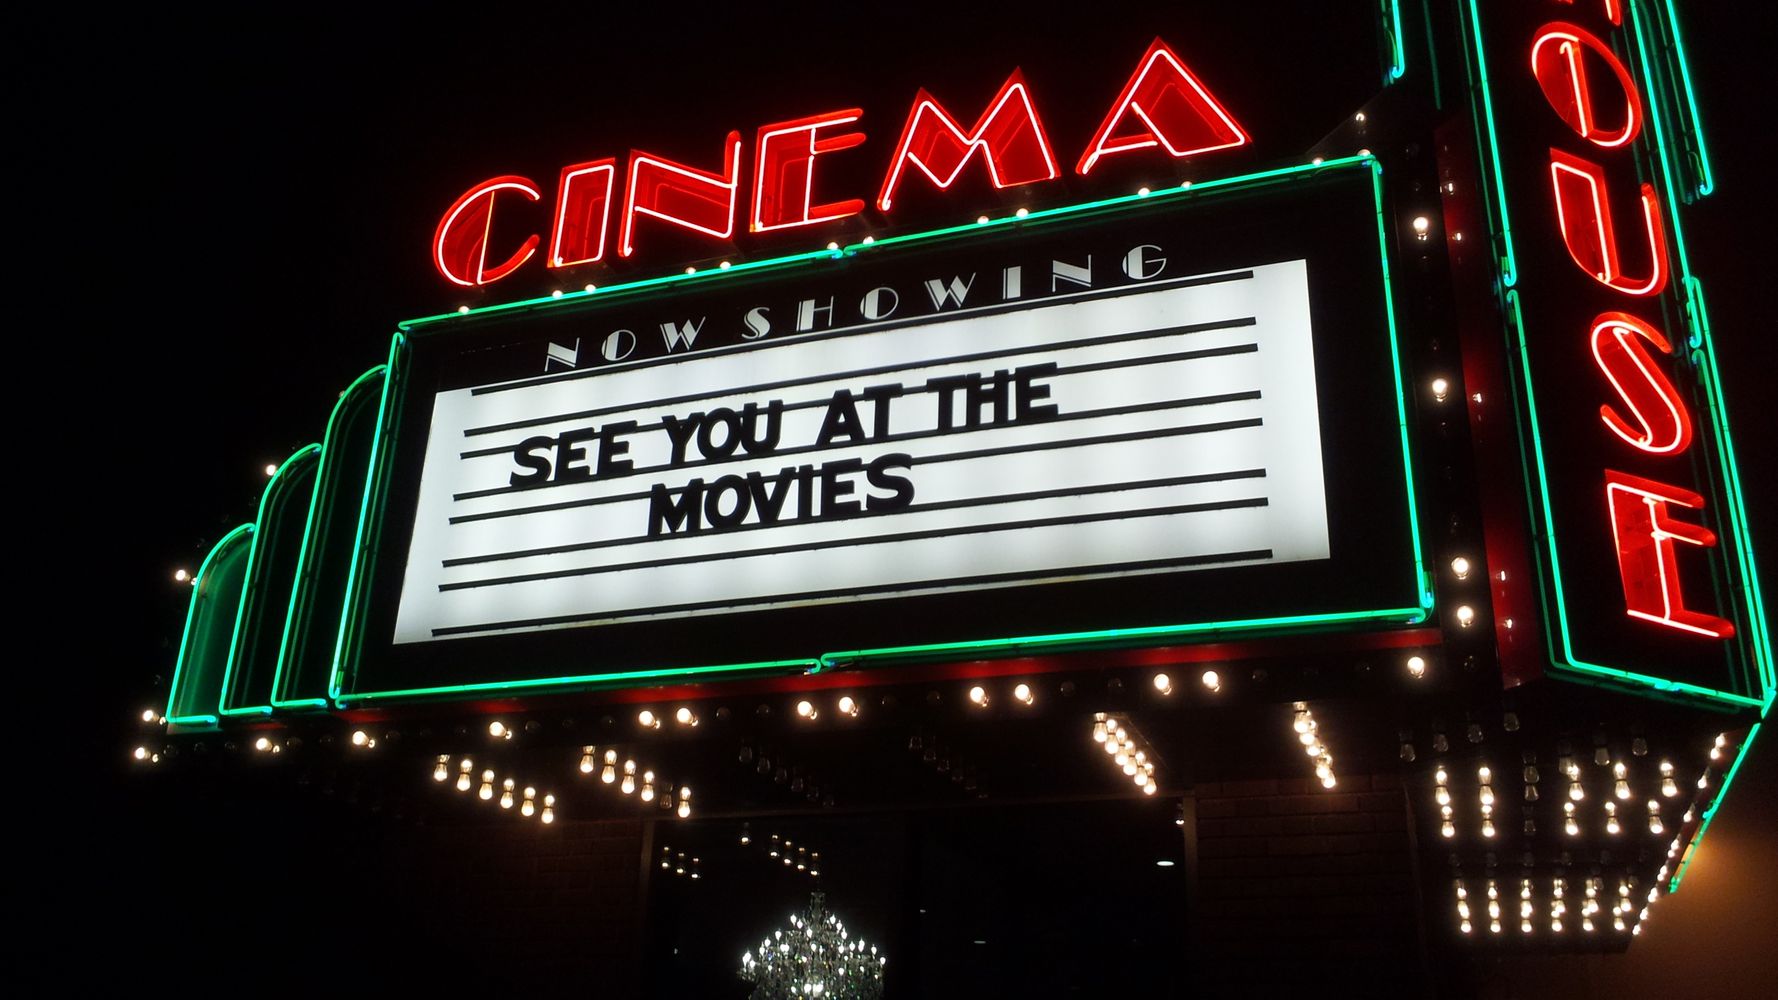 CINEMA
NOW SHOWING
SEE YOU AT THE
MOVIES
OUSE